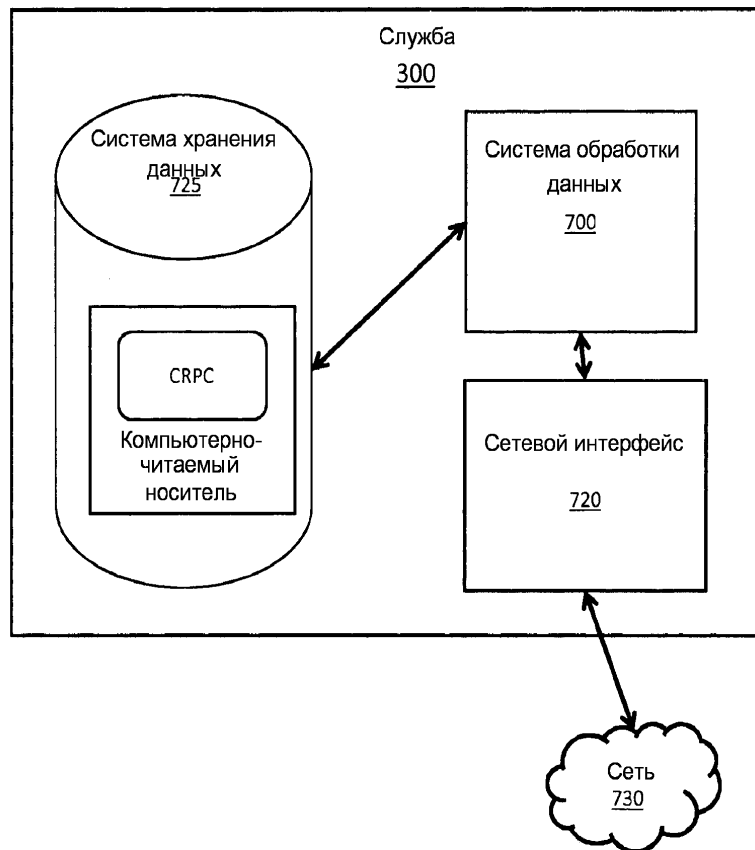 Служба
300
Система хранения
данных
725
Система обработки
данных
700
CRPC
Компьютерно-
читаемый
носитель
Сетевой интерфейс
720
Сеть
730